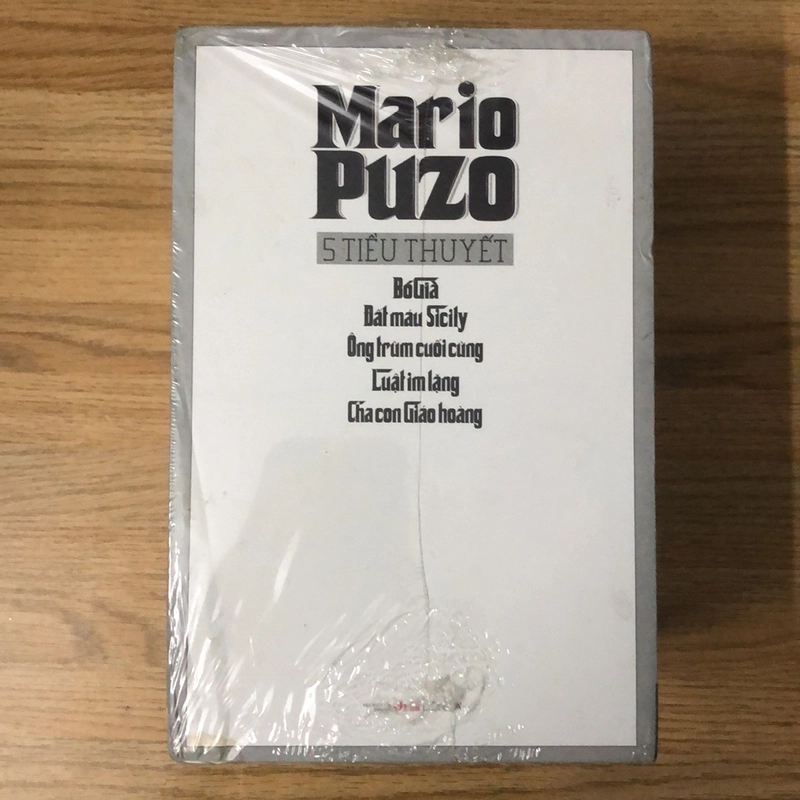 Mario
Puzo
5 TIỂU THUYẾT
Bố Già
Đất máu Sicily
Ông trùm cuối cùng
Luật im lặng
Cha con Giáo hoàng